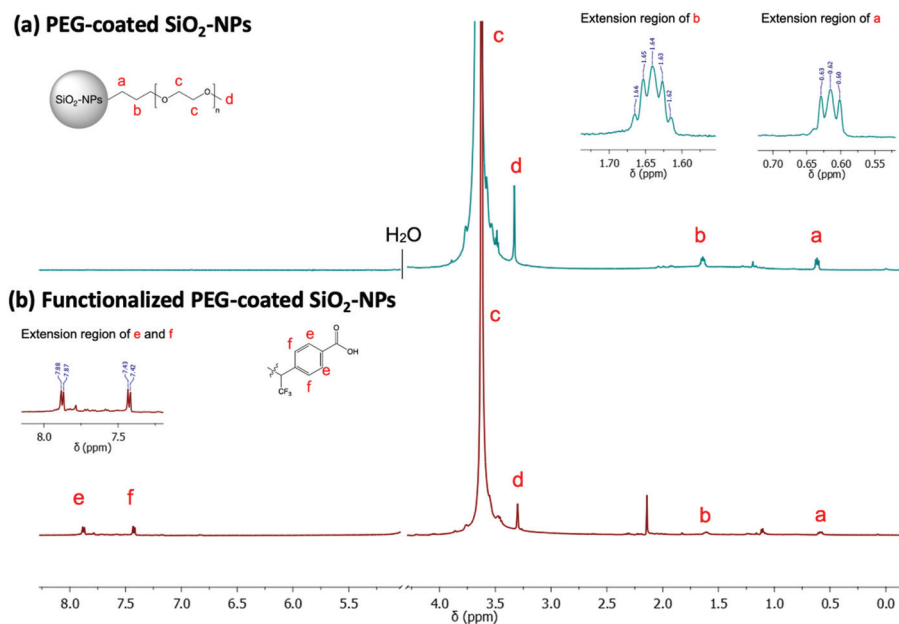 (a) PEG-coated SiO₂-NPs
SiO₂-NPs
a
b
c
c
O
O
n
d
c
d
H₂O
b
a
Extension region of b
1.66
1.65
1.64
1.63
1.62
1.70 1.65 1.60
δ (ppm)
Extension region of a
0.63
0.62
0.60
0.70 0.65 0.60 0.55
δ (ppm)
(b) Functionalized PEG-coated SiO₂-NPs
Extension region of e and f
7.88
7.87
7.43
7.42
8.0 7.5
δ (ppm)
O
OH
e
f
e
f
CF₃
c
d
e
f
b
a
8.0 7.5 7.0 6.5 6.0 5.5 5.0 4.0 3.5 3.0 2.5 2.0 1.5 1.0 0.5 0.0
δ (ppm)